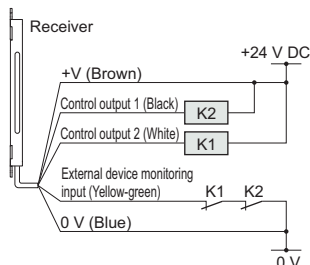 Receiver
+24 V DC
+V (Brown)
Control output 1 (Black)
K2
Control output 2 (White)
K1
External device monitoring
input (Yellow-green)
K1 K2
0 V (Blue)
0 V